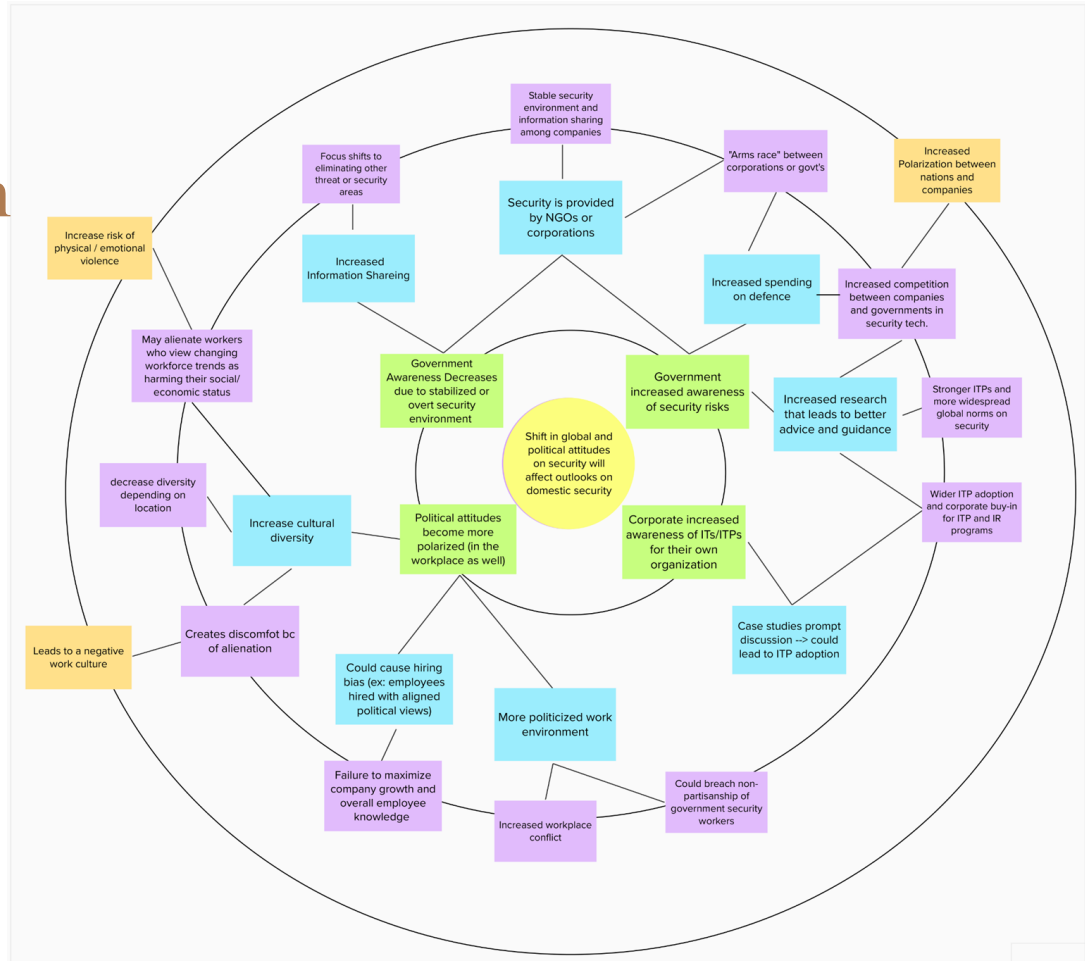 Stable security
environment and
information sharing
among companies
Focus shifts to
eliminating other
threat or security
areas
"Arms race" between
corporations or govt's
Increased
Polarization between
nations and
companies
Security is provided
by NGOs or
corporations
Increase risk of
physical / emotional
violence
Increased
Information Shareing
Increased spending
on defence
Increased competition
between companies
and governments in
security tech.
May alienate workers
who view changing
workforce trends as
harming their social/
economic status
Government
Awareness Decreases
due to stabilized or
overt security
environment
Government
increased awareness
of security risks
Increased research
that leads to better
advice and guidance
Stronger ITPs and
more widespread
global norms on
security
Shift in global and
political attitudes
on security will
affect outlooks on
domestic security
decrease diversity
depending on
location
Increase cultural
diversity
Political attitudes
become more
polarized (in the
workplace as well)
Corporate increased
awareness of ITs/ITPs
for their own
organization
Wider ITP adoption
and corporate buy-in
for ITP and IR
programs
Leads to a negative
work culture
Creates discomfot bc
of alienation
Case studies prompt
discussion --> could
lead to ITP adoption
Could cause hiring
bias (ex: employees
hired with aligned
political views)
More politicized work
environment
Failure to maximize
company growth and
overall employee
knowledge
Increased workplace
conflict
Could breach non-
partisanship of
government security
workers